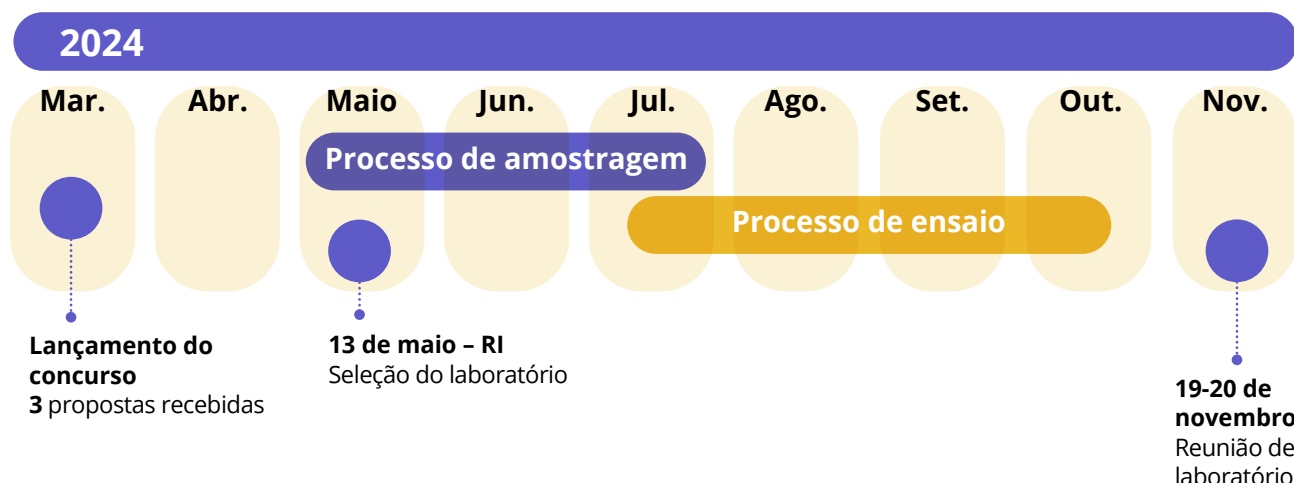 2024
Mar. Abr. Maio Jun. Jul. Ago. Set. Out. Nov.
Processo de amostragem
Processo de ensaio
Lançamento do
concurso
3 propostas recebidas
13 de maio – RI
Seleção do laboratório
19-20 de
novembro
Reunião de
laboratório